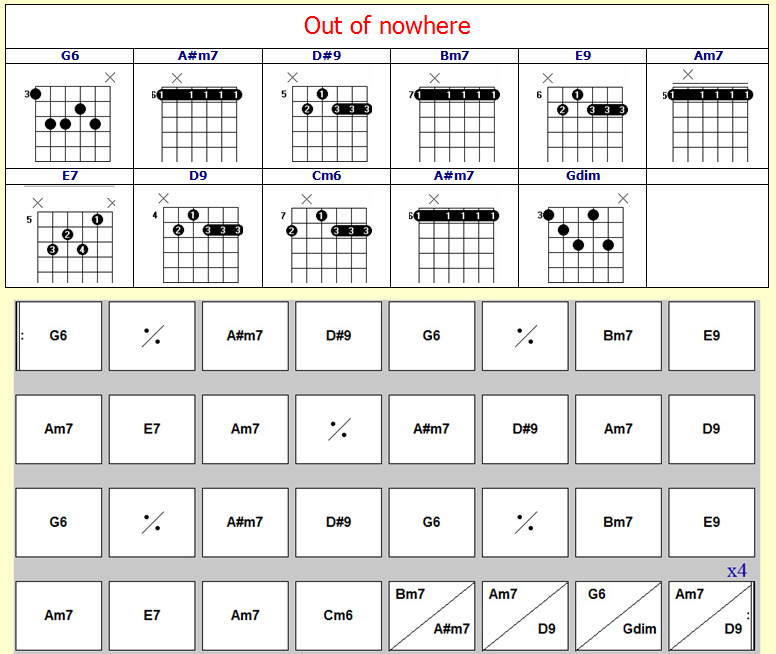 Out of nowhere
G6 A#m7 D#9 Bm7 E9 Am7
3 6 1 1 1 1 1 5 1 2 3 3 3 7 1 1 1 1 1 6 1 2 3 3 3 5 1 1 1 1 1
E7 D9 Cm6 A#m7 Gdim
5 1 2 3 4 4 1 2 3 3 3 7 1 2 3 3 3 6 1 1 1 1 1 3
: G6 ٪ A#m7 D#9 G6 ٪ Bm7 E9
Am7 E7 Am7 ٪ A#m7 D#9 Am7 D9
G6 ٪ A#m7 D#9 G6 ٪ Bm7 E9
x4
Am7 E7 Am7 Cm6 Bm7 A#m7 Am7 D9 G6 Gdim Am7 D9 :